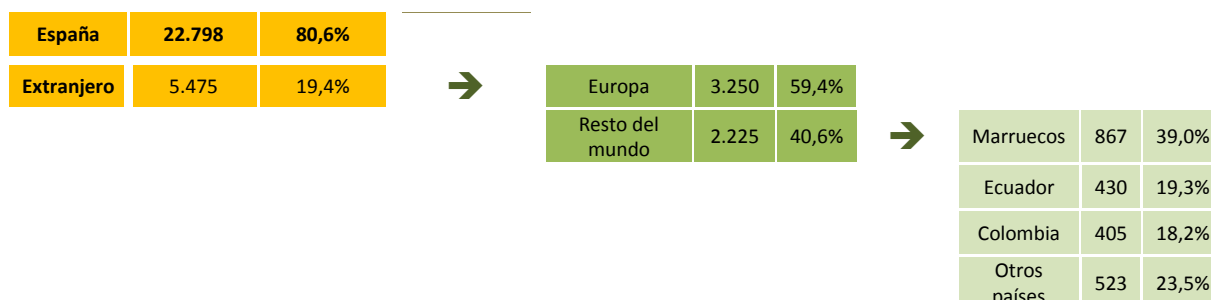 España 22.798 80,6%
Extranjero 5.475 19,4% ➔ Europa 3.250 59,4%
Resto del
mundo 2.225 40,6% ➔ Marruecos 867 39,0%
Ecuador 430 19,3%
Colombia 405 18,2%
Otros
países 523 23,5%